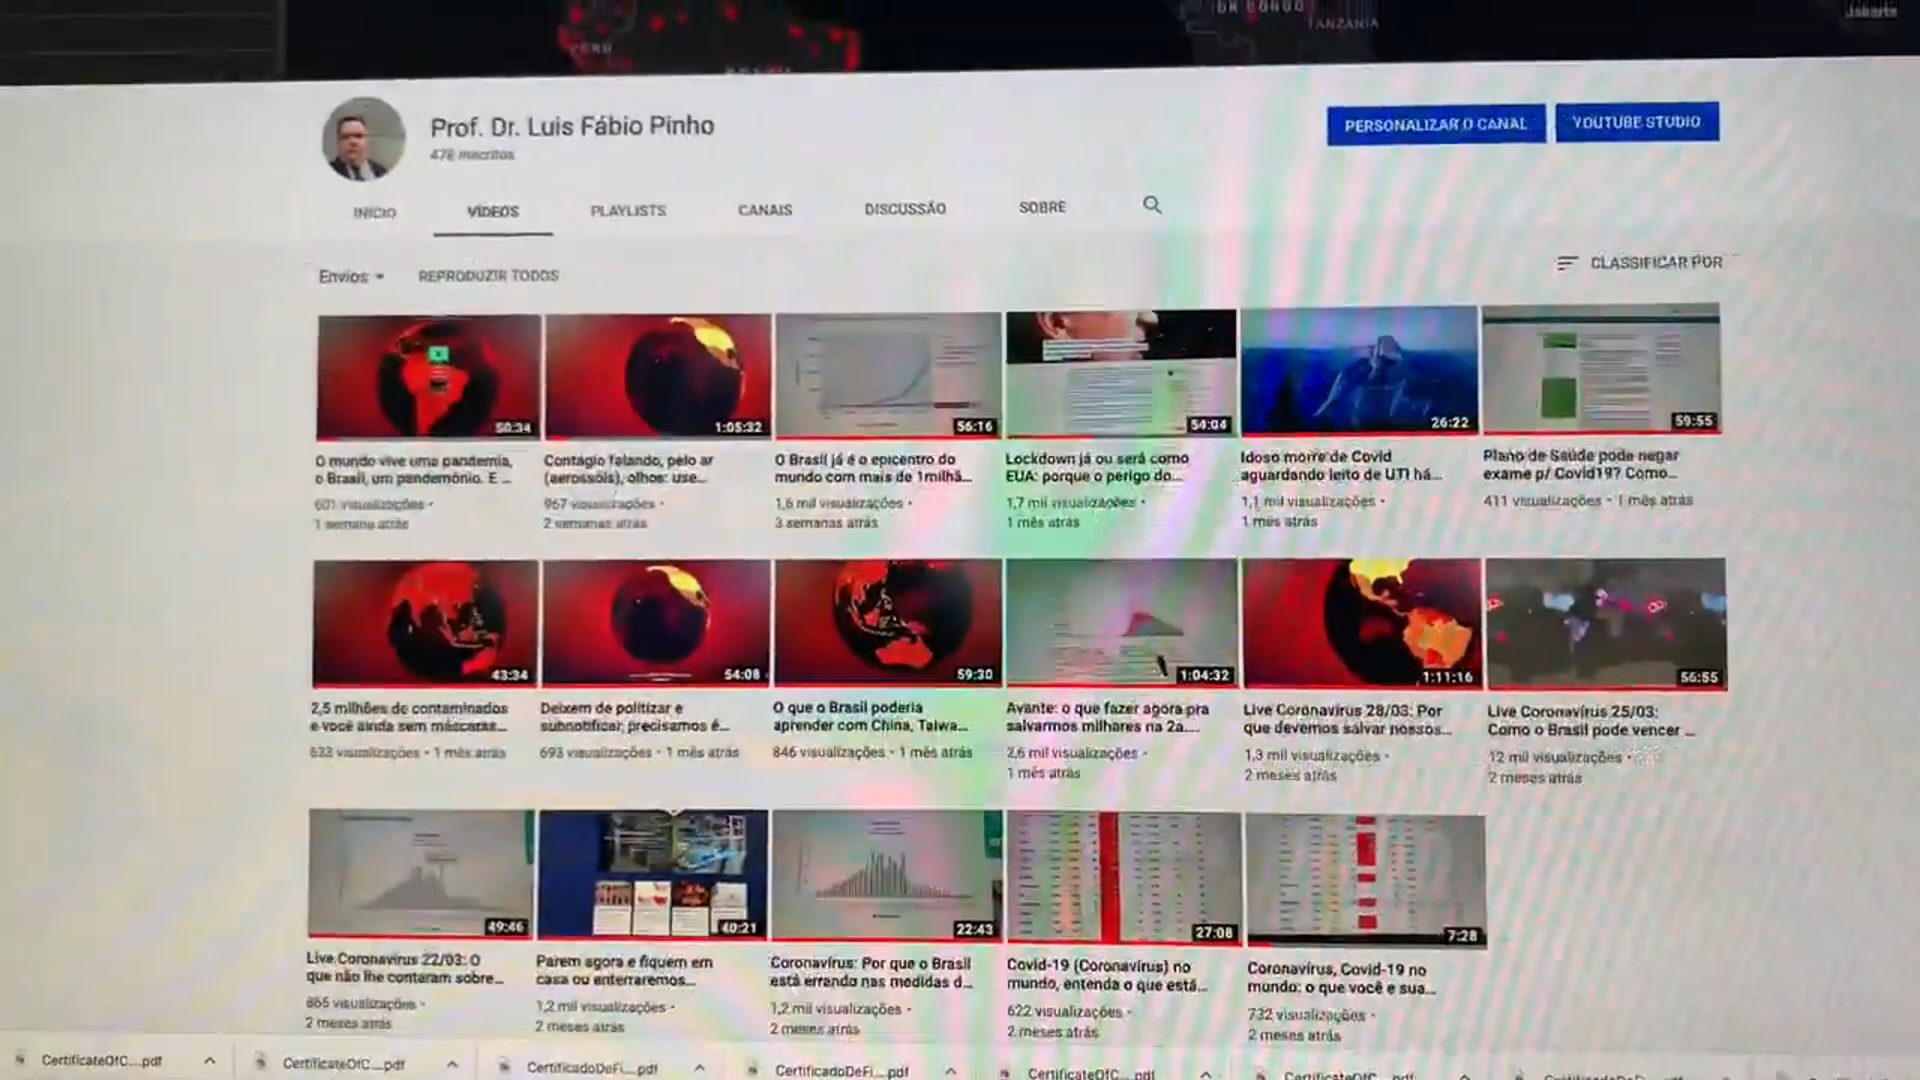 PERU
BRAZIL
TANZANIA
Jakarta
Prof. Dr. Luis Fábio Pinho
478 inscritos
PERSONALIZAR O CANAL
YOUTUBE STUDIO
INÍCIO
VÍDEOS
PLAYLISTS
CANAIS
DISCUSSÃO
SOBRE
Envios
REPRODUZIR TODOS
CLASSIFICAR POR
50:34
1:05:32
56:16
54:04
26:22
59:55
O mundo vive uma pandemia,
o Brasil, um pandemônio. E ...
601 visualizações •
1 semana atrás
Contágio falando, pelo ar
(aerossóis), olhos: use...
967 visualizações •
2 semanas atrás
O Brasil já é o epicentro do
mundo com mais de 1milhã...
1,6 mil visualizações •
3 semanas atrás
Lockdown já ou será como
EUA: porque o perigo do...
1,7 mil visualizações •
1 mês atrás
Idoso morre de Covid
aguardando leito de UTI há...
1,1 mil visualizações •
1 mês atrás
Plano de Saúde pode negar
exame p/ Covid19? Como...
411 visualizações • 1 mês atrás
43:34
54:08
59:30
1:04:32
1:11:16
56:55
2,5 milhões de contaminados
e você ainda sem máscaras...
633 visualizações • 1 mês atrás
Deixem de politizar e
subnotificar; precisamos é...
693 visualizações • 1 mês atrás
O que o Brasil poderia
aprender com China, Taiwa...
846 visualizações • 1 mês atrás
Avante: o que fazer agora pra
salvarmos milhares na 2a....
2,6 mil visualizações •
1 mês atrás
Live Coronavírus 28/03: Por
que devemos salvar nossos...
1,3 mil visualizações •
2 meses atrás
Live Coronavírus 25/03:
Como o Brasil pode vencer ...
12 mil visualizações •
2 meses atrás
49:46
40:21
22:43
27:08
7:28
Live Coronavírus 22/03: O
que não lhe contaram sobre...
865 visualizações •
2 meses atrás
Parem agora e fiquem em
casa ou enterraremos...
1,2 mil visualizações •
2 meses atrás
Coronavírus: Por que o Brasil
está errando nas medidas d...
1,2 mil visualizações •
2 meses atrás
Covid-19 (Coronavírus) no
mundo, entenda o que está...
622 visualizações •
2 meses atrás
Coronavírus, Covid-19 no
mundo: o que você e sua...
732 visualizações •
2 meses atrás
CertificateOfC....pdf
CertificateOfC....pdf
CertificadoDeFi....pdf
CertificadoDeFi....pdf
CertificateOfC....pdf
CertificateOfC....pdf
CertificadoDeFi....pdf